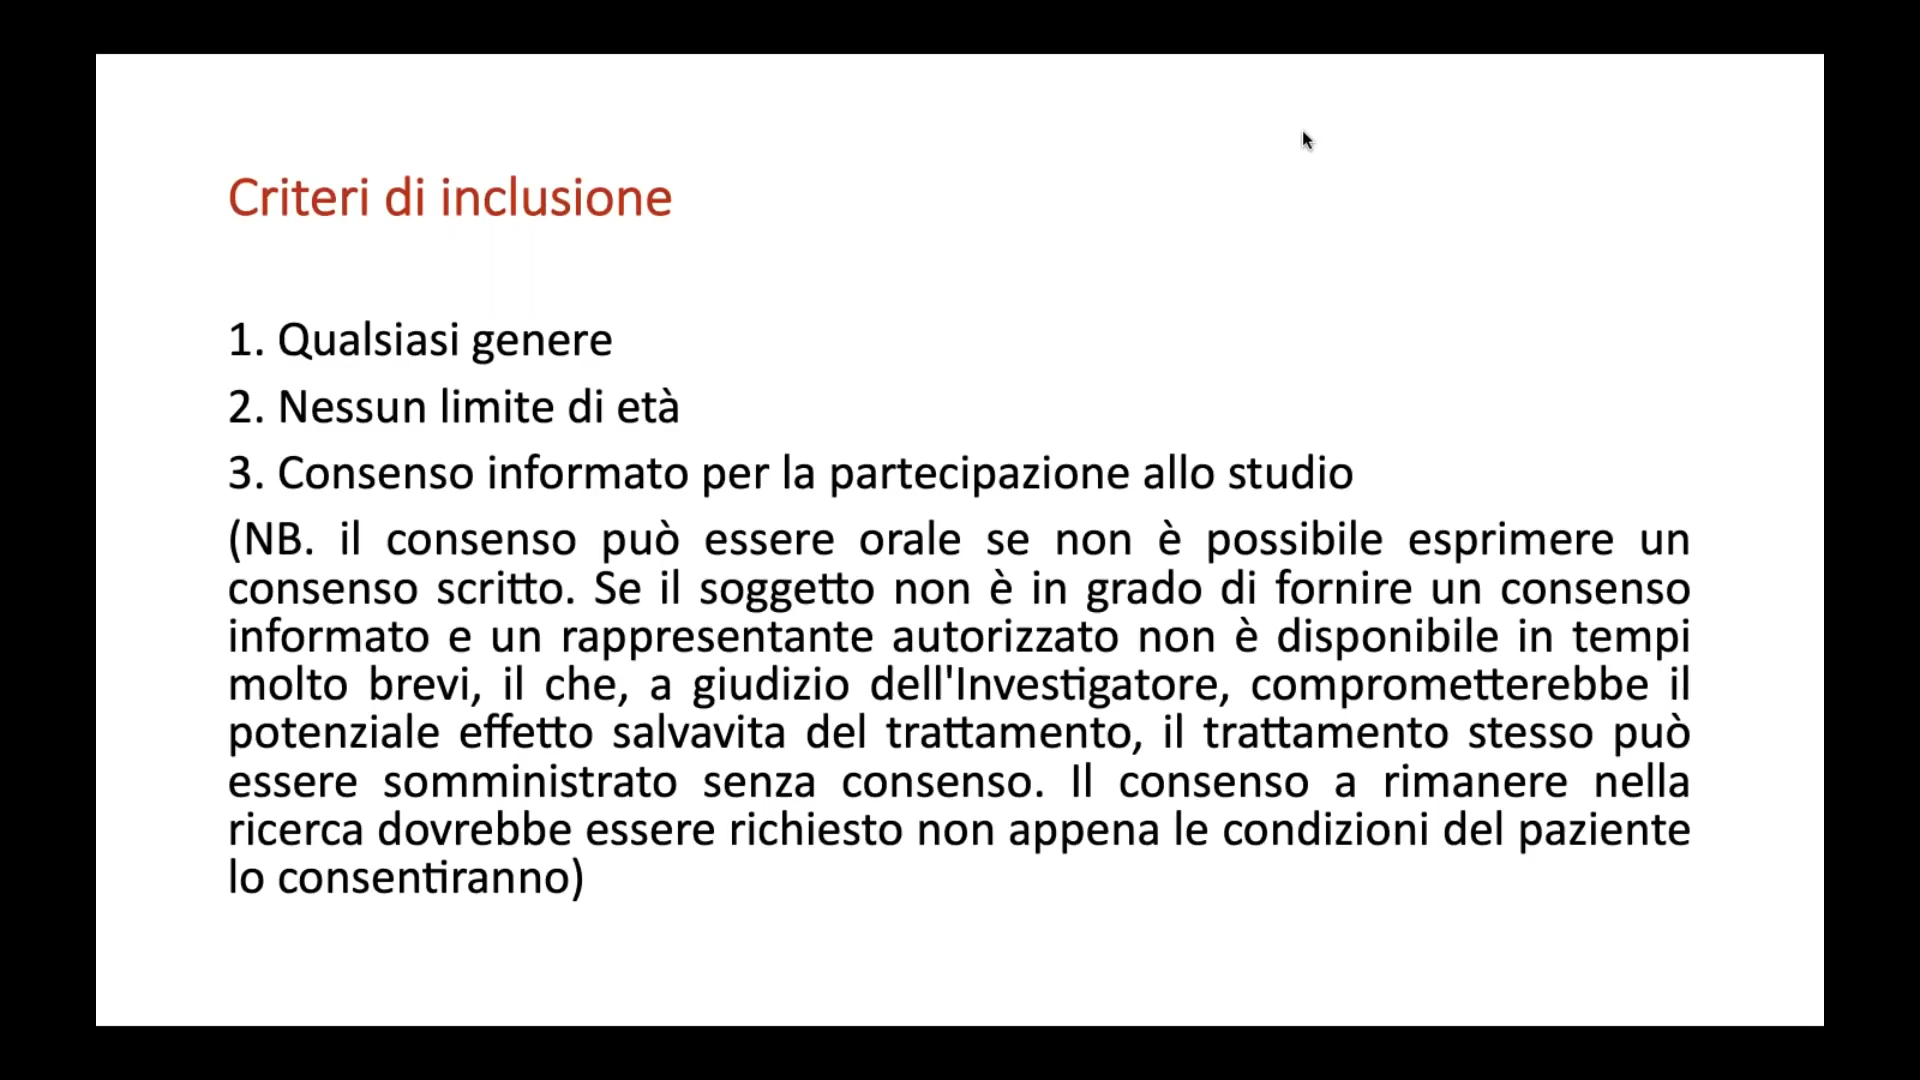 Criteri di inclusione
1. Qualsiasi genere
2. Nessun limite di età
3. Consenso informato per la partecipazione allo studio
(NB. il consenso può essere orale se non è possibile esprimere un
consenso scritto. Se il soggetto non è in grado di fornire un consenso
informato e un rappresentante autorizzato non è disponibile in tempi
molto brevi, il che, a giudizio dell'Investigatore, comprometterebbe il
potenziale effetto salvavita del trattamento, il trattamento stesso può
essere somministrato senza consenso. Il consenso a rimanere nella
ricerca dovrebbe essere richiesto non appena le condizioni del paziente
lo consentiranno)